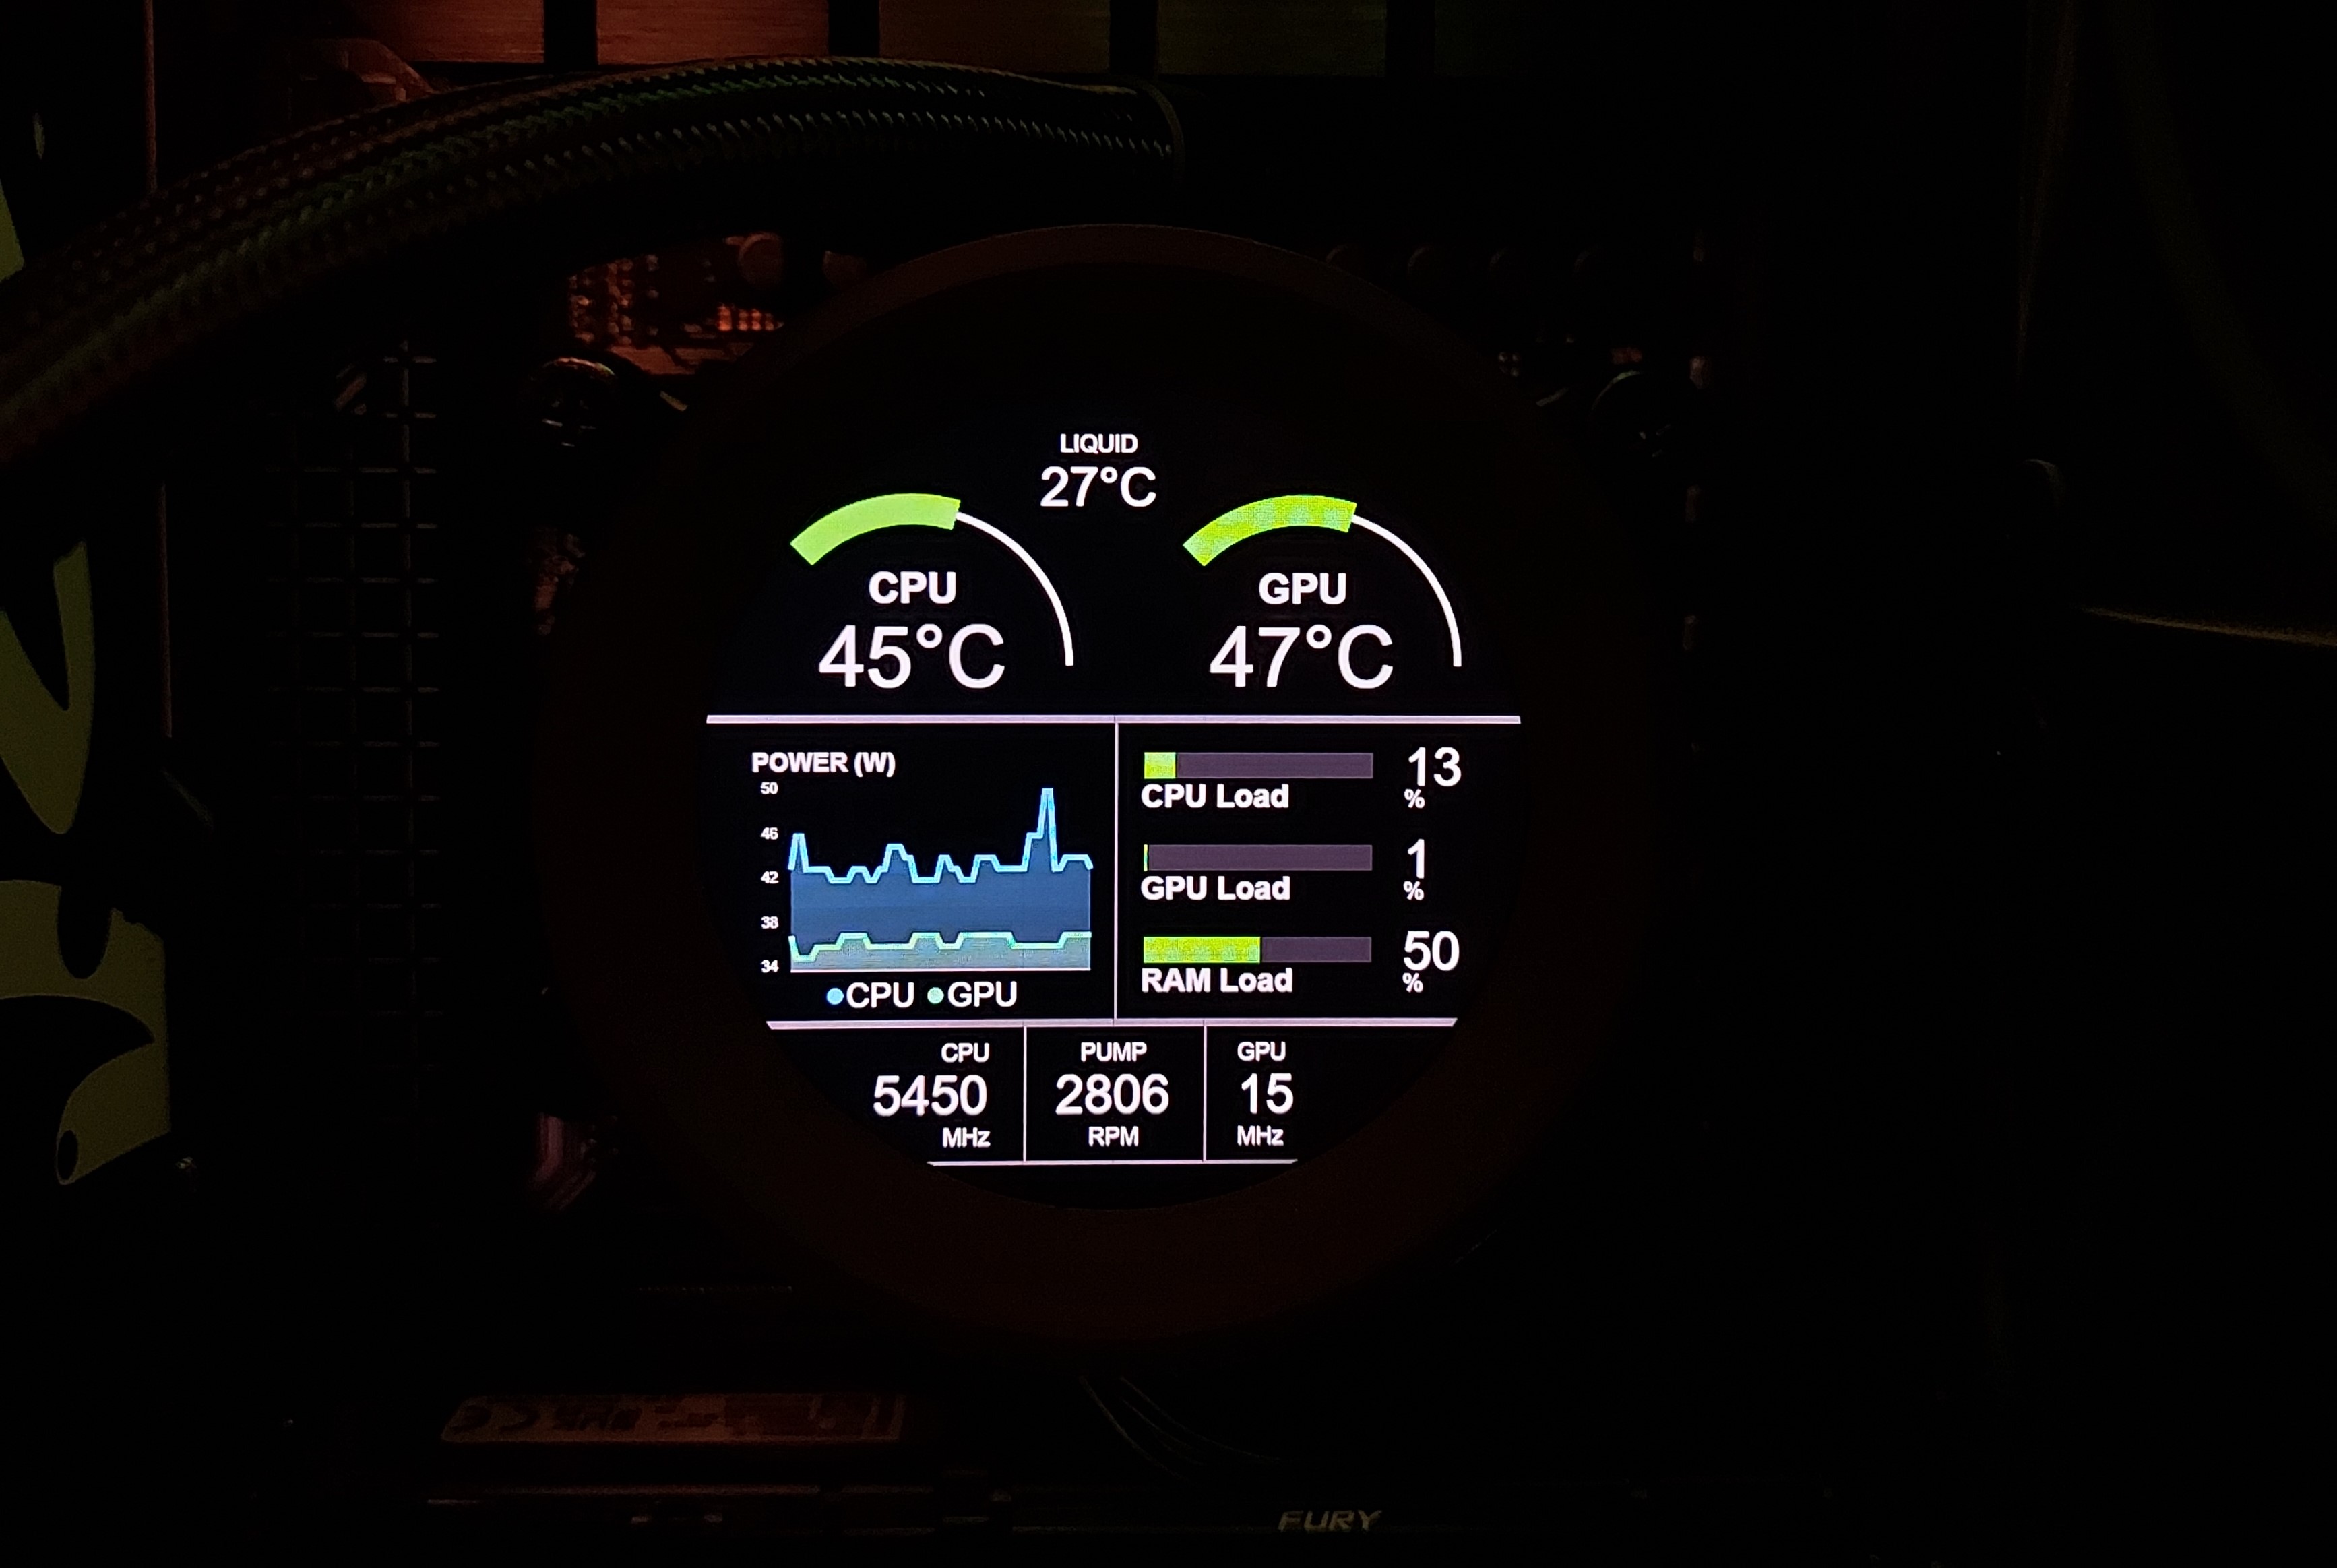 LIQUID
27°C
CPU
45°C
GPU
47°C
POWER (W)
50
46
42
38
34
CPU GPU
13
%
CPU Load
1
%
GPU Load
50
%
RAM Load
CPU
5450
MHz
PUMP
2806
RPM
GPU
15
MHz
FURY